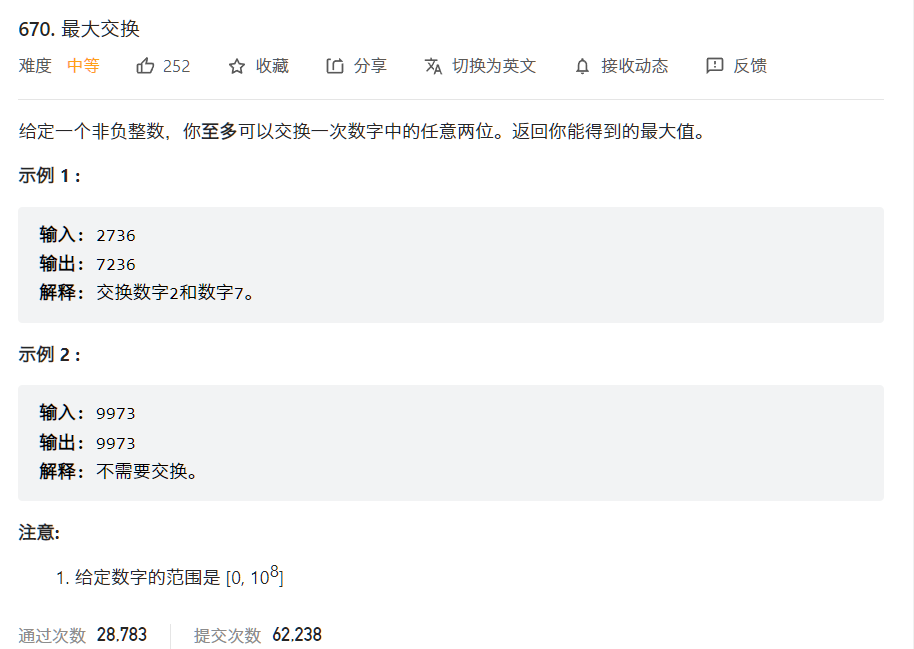 670. 最大交换
难度 中等 252 收藏 分享 切换为英文 接收动态 反馈
给定一个非负整数，你至多可以交换一次数字中的任意两位。返回你能得到的最大值。
示例 1 :
输入: 2736
输出: 7236
解释: 交换数字2和数字7。
示例 2 :
输入: 9973
输出: 9973
解释: 不需要交换。
注意:
1. 给定数字的范围是 [0, 10⁸]
通过次数 28,783 提交次数 62,238